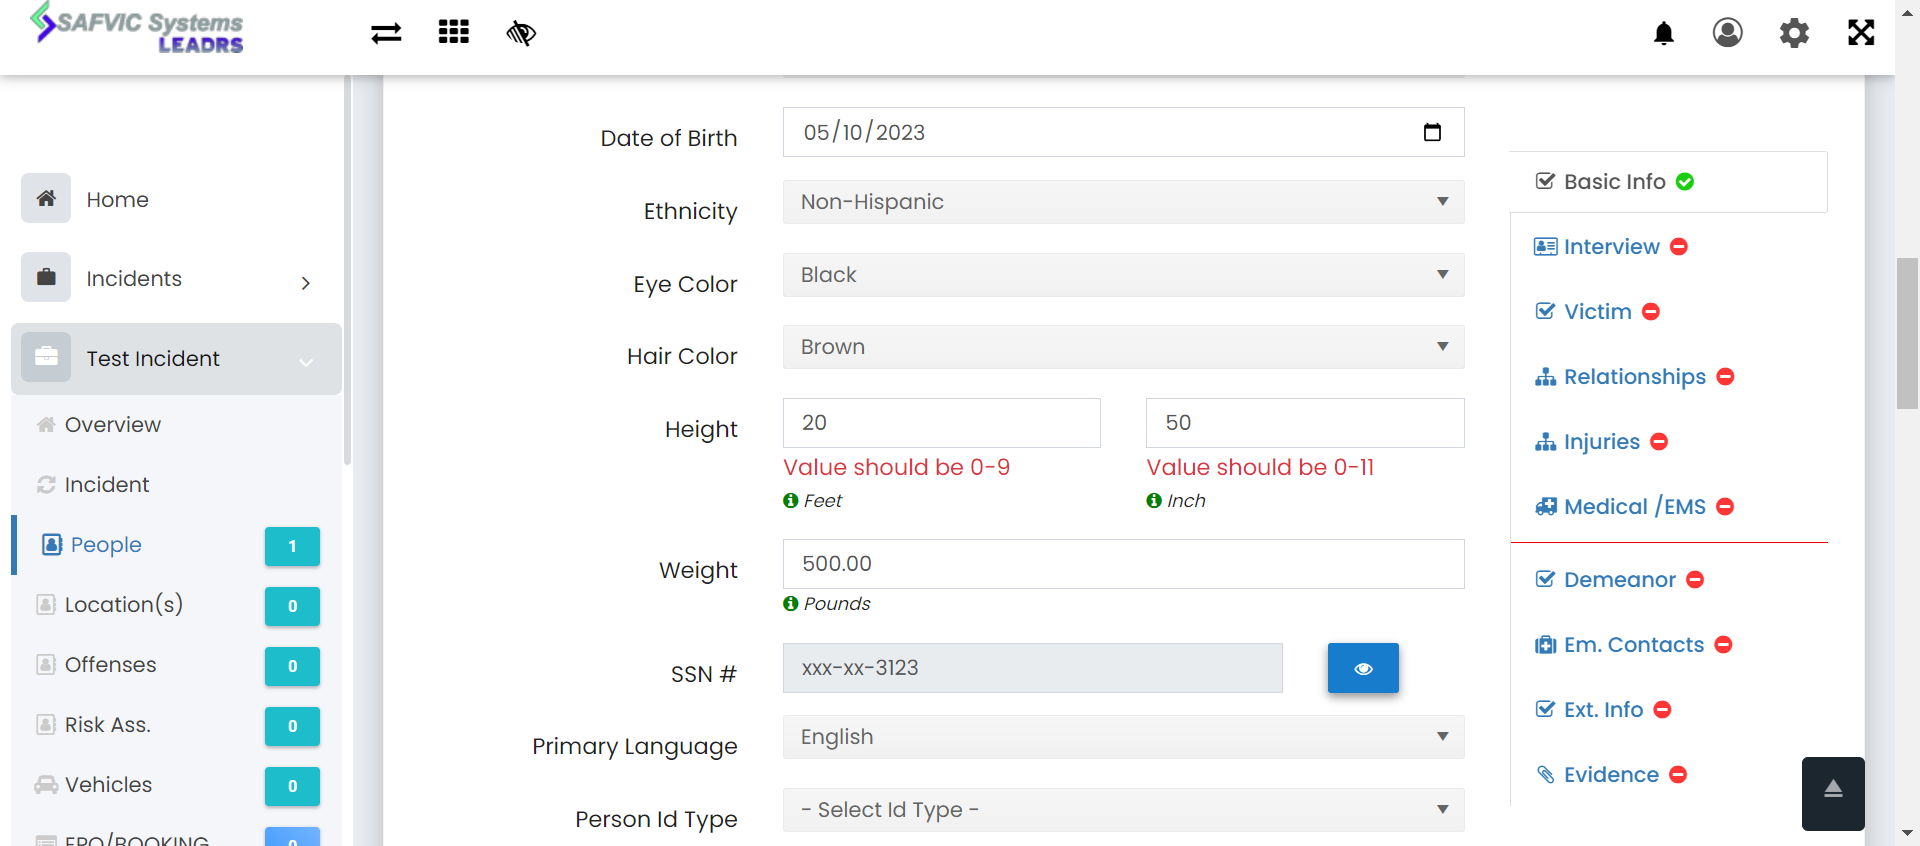 SAFVIC Systems
LEADRS
Home
Incidents
Test Incident
Overview
Incident
People 1
Location(s) 0
Offenses 0
Risk Ass. 0
Vehicles 0
EPO/BOOKING 0
Date of Birth 05/10/2023
Ethnicity Non-Hispanic
Eye Color Black
Hair Color Brown
Height 20 50
Value should be 0-9 Value should be 0-11
Feet Inch
Weight 500.00
Pounds
SSN # xxx-xx-3123
Primary Language English
Person Id Type - Select Id Type -
Basic Info
Interview
Victim
Relationships
Injuries
Medical /EMS
Demeanor
Em. Contacts
Ext. Info
Evidence